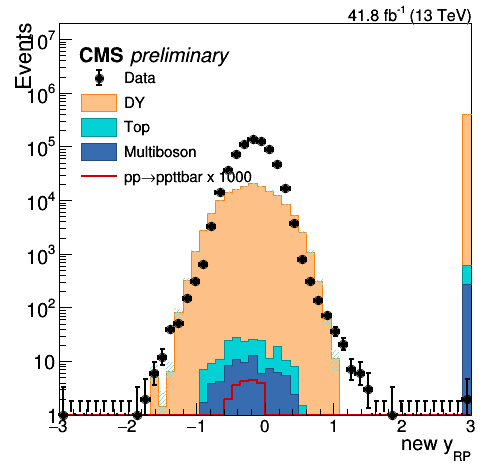 41.8 fb⁻¹ (13 TeV)
Events
CMS preliminary
Data
DY
Top
Multiboson
pp→ppttbar x 1000
10⁷
10⁶
10⁵
10⁴
10³
10²
10
1
−3 −2 −1 0 1 2 3
new y_RP